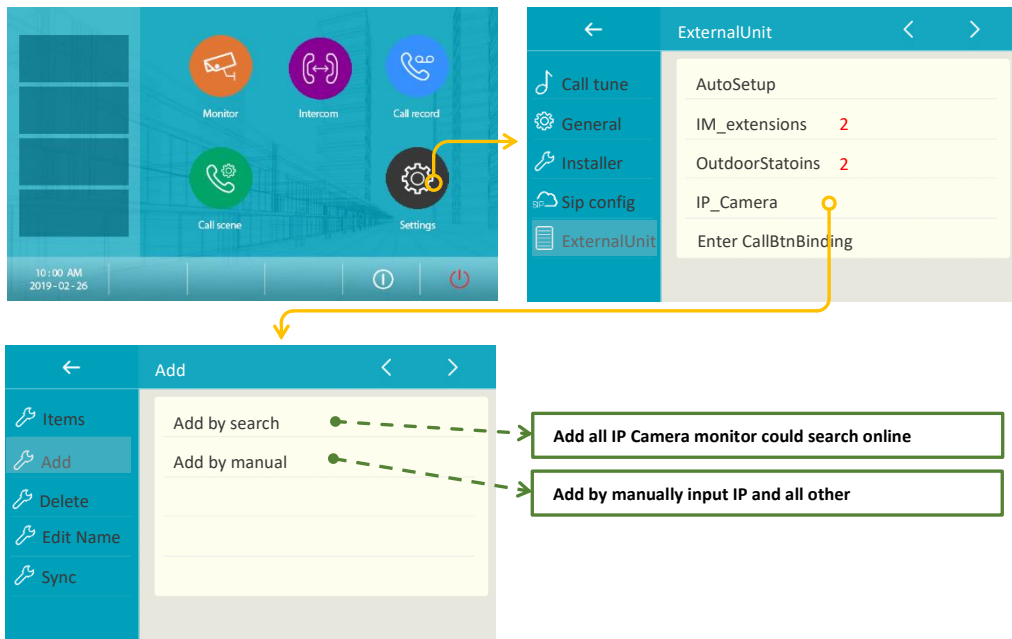 Monitor
Intercom
Call record
Call scene
Settings
10:00 AM
2019-02-26
ExternalUnit
Call tune
General
Installer
SIP Sip config
ExternalUnit
AutoSetup
IM_extensions 2
OutdoorStatoins 2
IP_Camera
Enter CallBtnBinding
Add
Items
Add
Delete
Edit Name
Sync
Add by search
Add by manual
Add all IP Camera monitor could search online
Add by manually input IP and all other